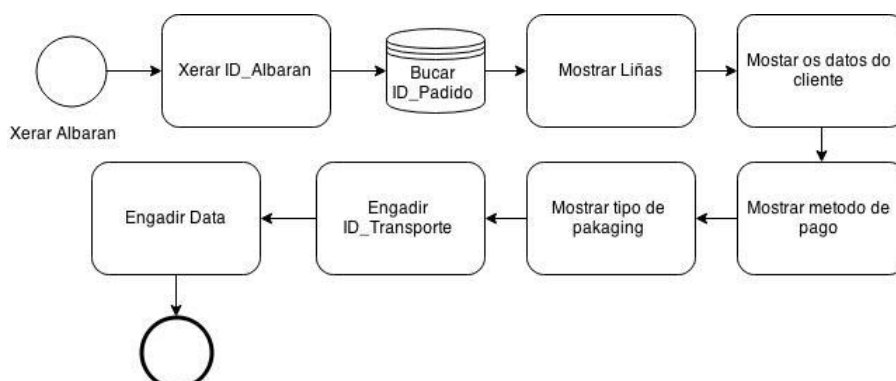 Xerar Albaran
Xerar ID_Albaran
Bucar
ID_Padido
Mostrar Liñas
Mostar os datos do
cliente
Mostrar metodo de
pago
Mostrar tipo de
pakaging
Engadir
ID_Transporte
Engadir Data